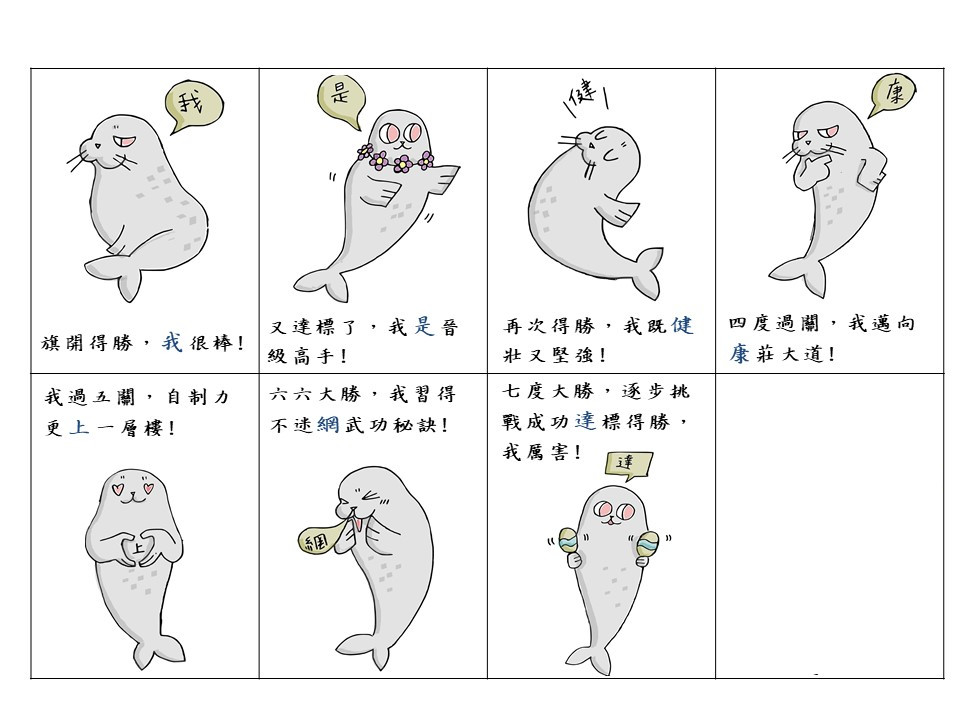 我
旗開得勝，我很棒!
是
又達標了，我是晉
級高手!
健
再次得勝，我既健
壯又堅強!
康
四度過關，我邁向
康莊大道!
我過五關，自制力
更上一層樓!
上
六六大勝，我習得
不迷網武功秘訣!
網
七度大勝，逐步挑
戰成功達標得勝，
我厲害!
達